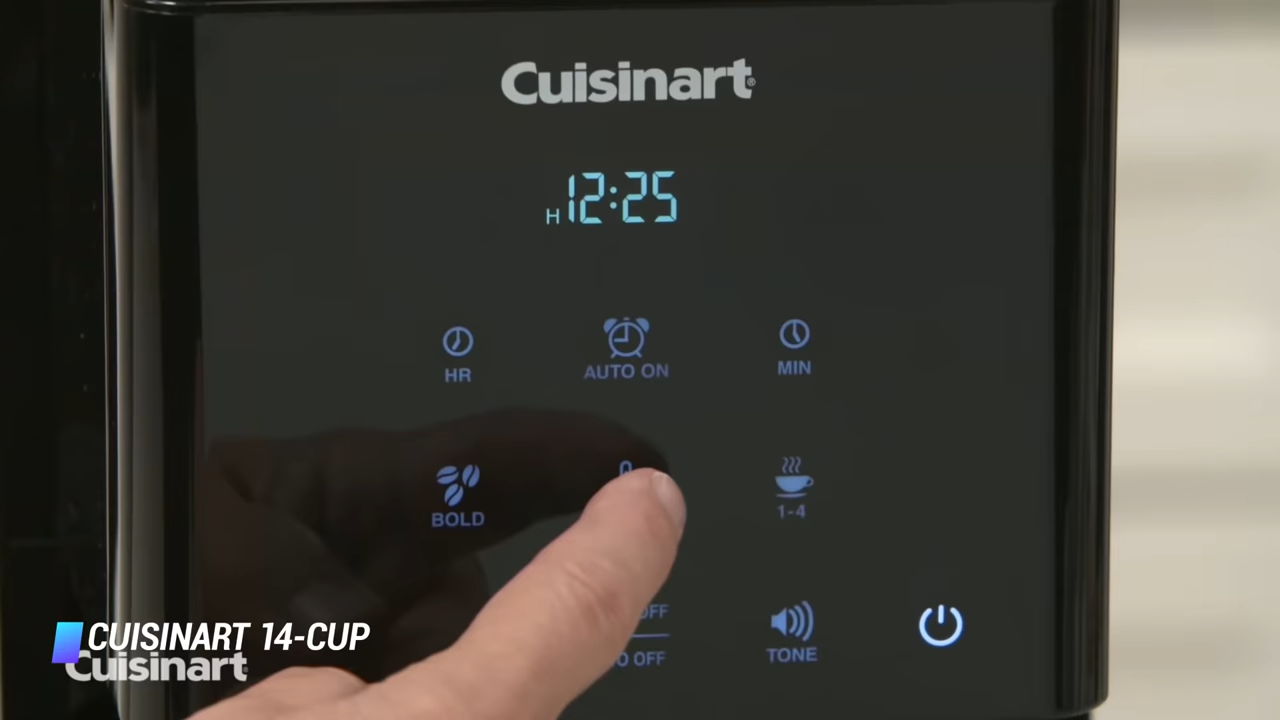 Cuisinart®
H 12:25
HR
AUTO ON
MIN
BOLD
1-4
OFF
OFF
TONE
CUISINART 14-CUP
Cuisinart